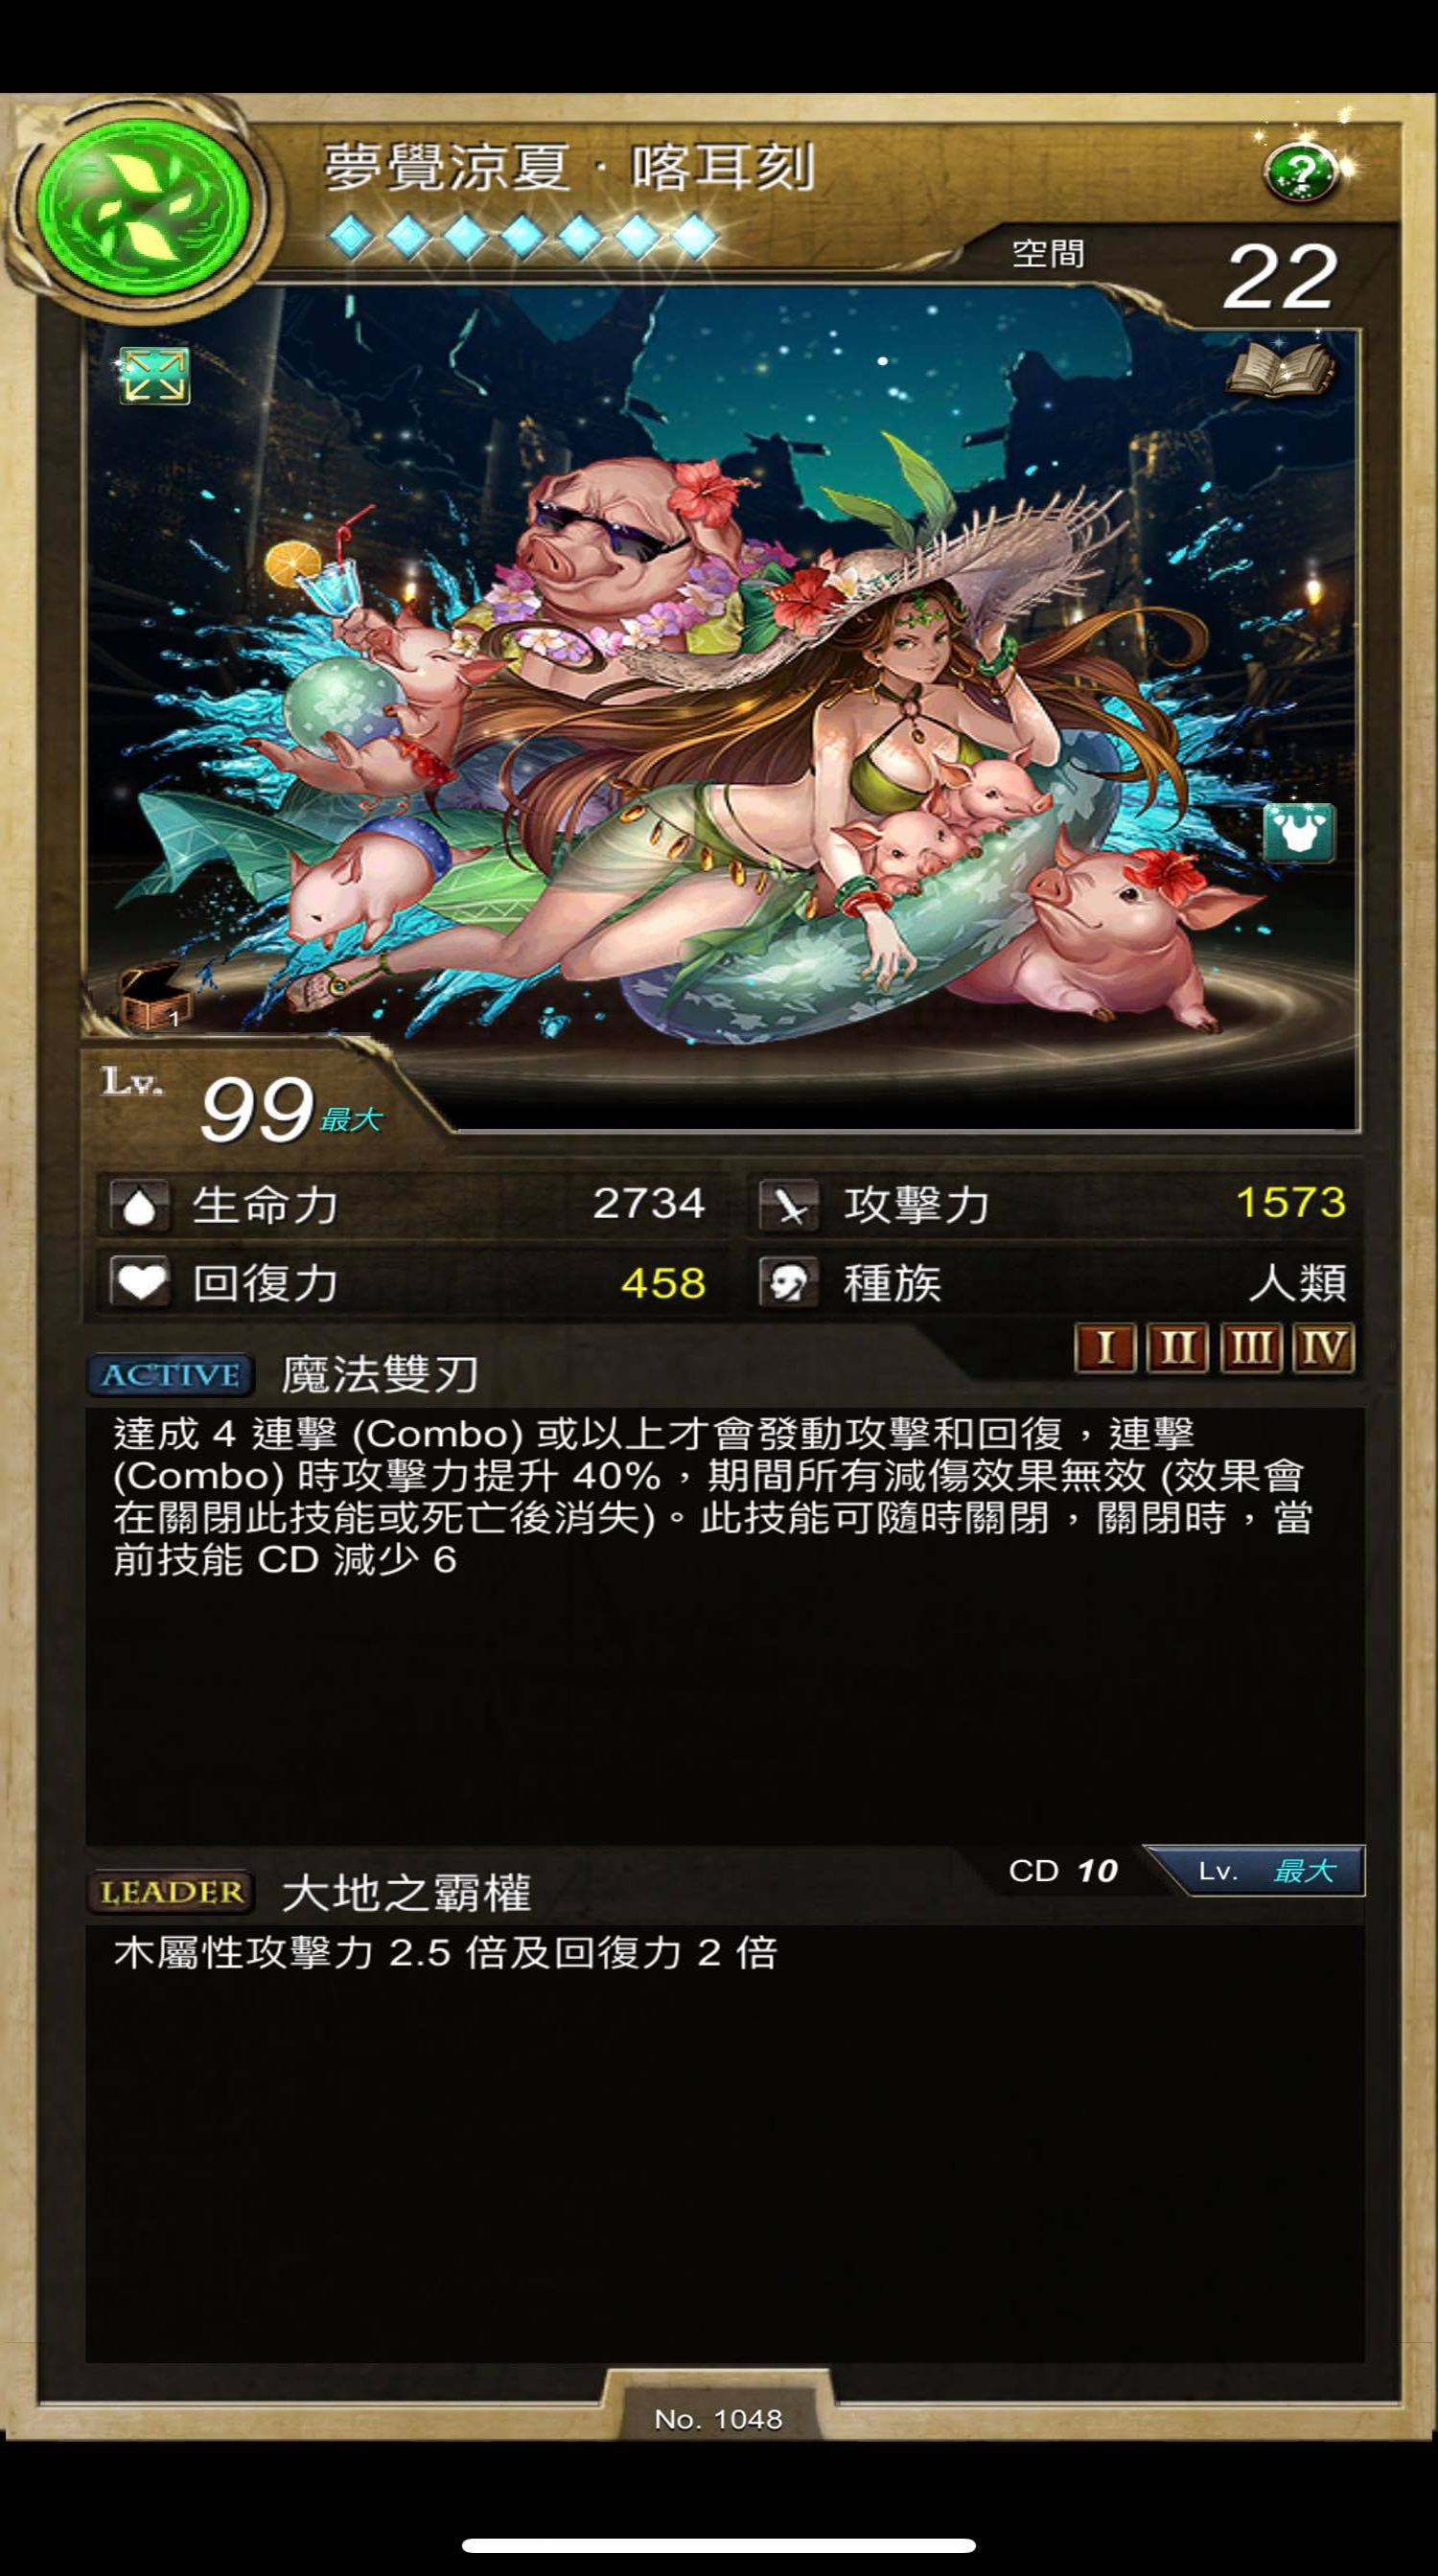 夢覺涼夏 · 喀耳刻
?
空間 22
1
Lv. 99 最大
生命力 2734 攻擊力 1573
回復力 458 種族 人類
I II III IV
ACTIVE 魔法雙刃
達成 4 連擊 (Combo) 或以上才會發動攻擊和回復，連擊
(Combo) 時攻擊力提升 40%，期間所有減傷效果無效 (效果會
在關閉此技能或死亡後消失)。此技能可隨時關閉，關閉時，當
前技能 CD 減少 6
CD 10 Lv. 最大
LEADER 大地之霸權
木屬性攻擊力 2.5 倍及回復力 2 倍
No. 1048